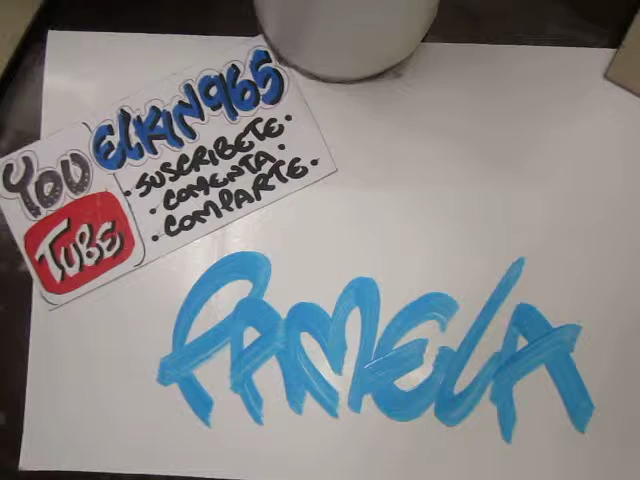 ELKIN965
YOU
TUBE
.SUSCRIBETE.
.COMENTA.
.COMPARTE.
PAMELA